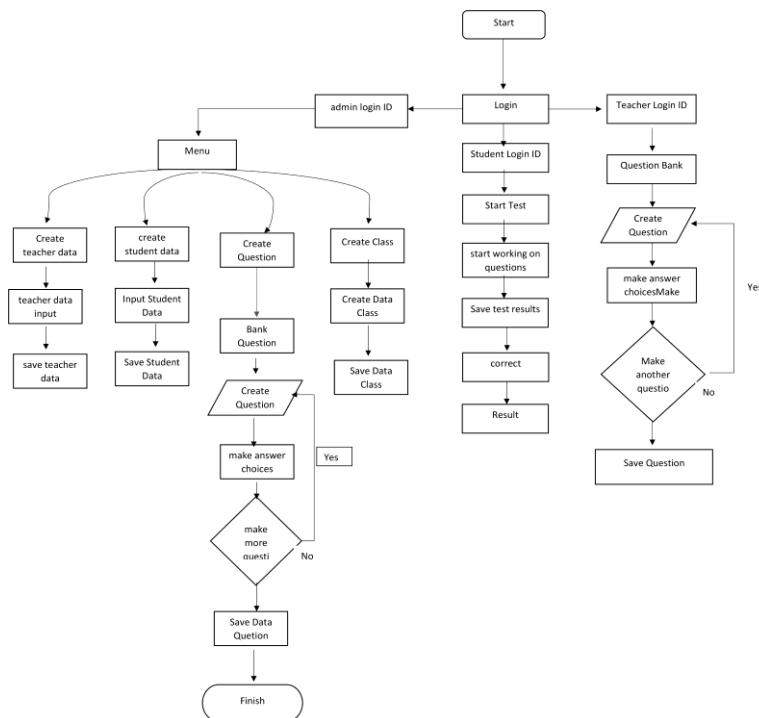 Start
admin login ID
Login
Teacher Login ID
Menu
Student Login ID
Question Bank
Start Test
Create
teacher data
create
student data
Create
Question
Create Class
Create
Question
start working on
questions
make answer
choicesMake
Yes
teacher data
input
Input Student
Data
Create Data
Class
Save test results
Bank
Question
save teacher
data
Save Student
Data
Save Data
Class
correct
Make
another
questio
No
Create
Question
Result
make answer
choices
Yes
Save Question
make
more
questi
No
Save Data
Quetion
Finish